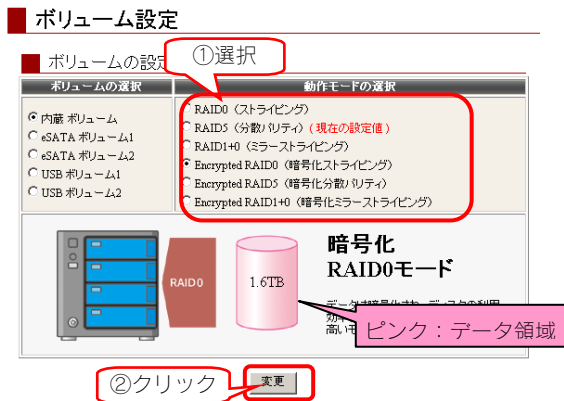 ボリューム設定
ボリュームの設定
①選択
ボリュームの選択
動作モードの選択
内蔵 ボリューム
eSATA ボリューム1
eSATA ボリューム2
USB ボリューム1
USB ボリューム2
RAID0（ストライピング）
RAID5（分散パリティ）(現在の設定値)
RAID1+0（ミラーストライピング）
Encrypted RAID0（暗号化ストライピング）
Encrypted RAID5（暗号化分散パリティ）
Encrypted RAID1+0（暗号化ミラーストライピング）
RAID0
1.6TB
暗号化
RAID0モード
ピンク：データ領域
②クリック
変更